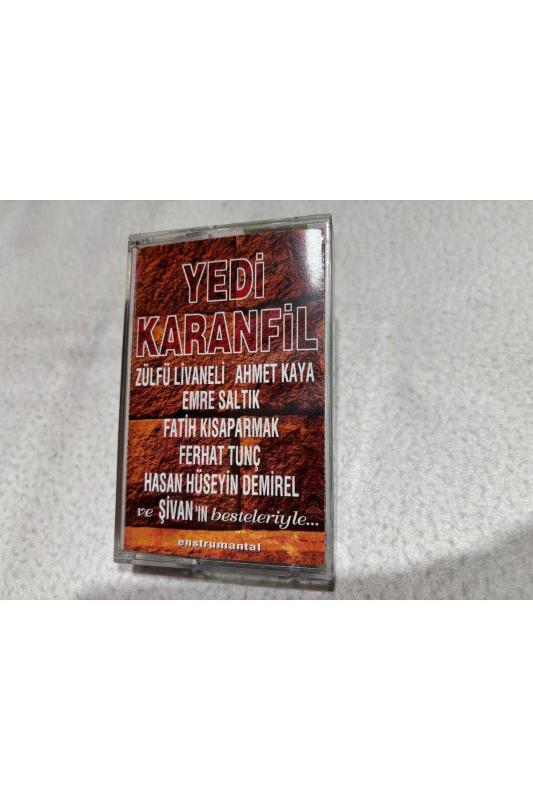 YEDİ
KARANFİL
ZÜLFÜ LİVANELİ AHMET KAYA
EMRE SALTIK
FATİH KISAPARMAK
FERHAT TUNÇ
HASAN HÜSEYİN DEMİREL
ve ŞİVAN'IN besteleriyle...
enstrumantal